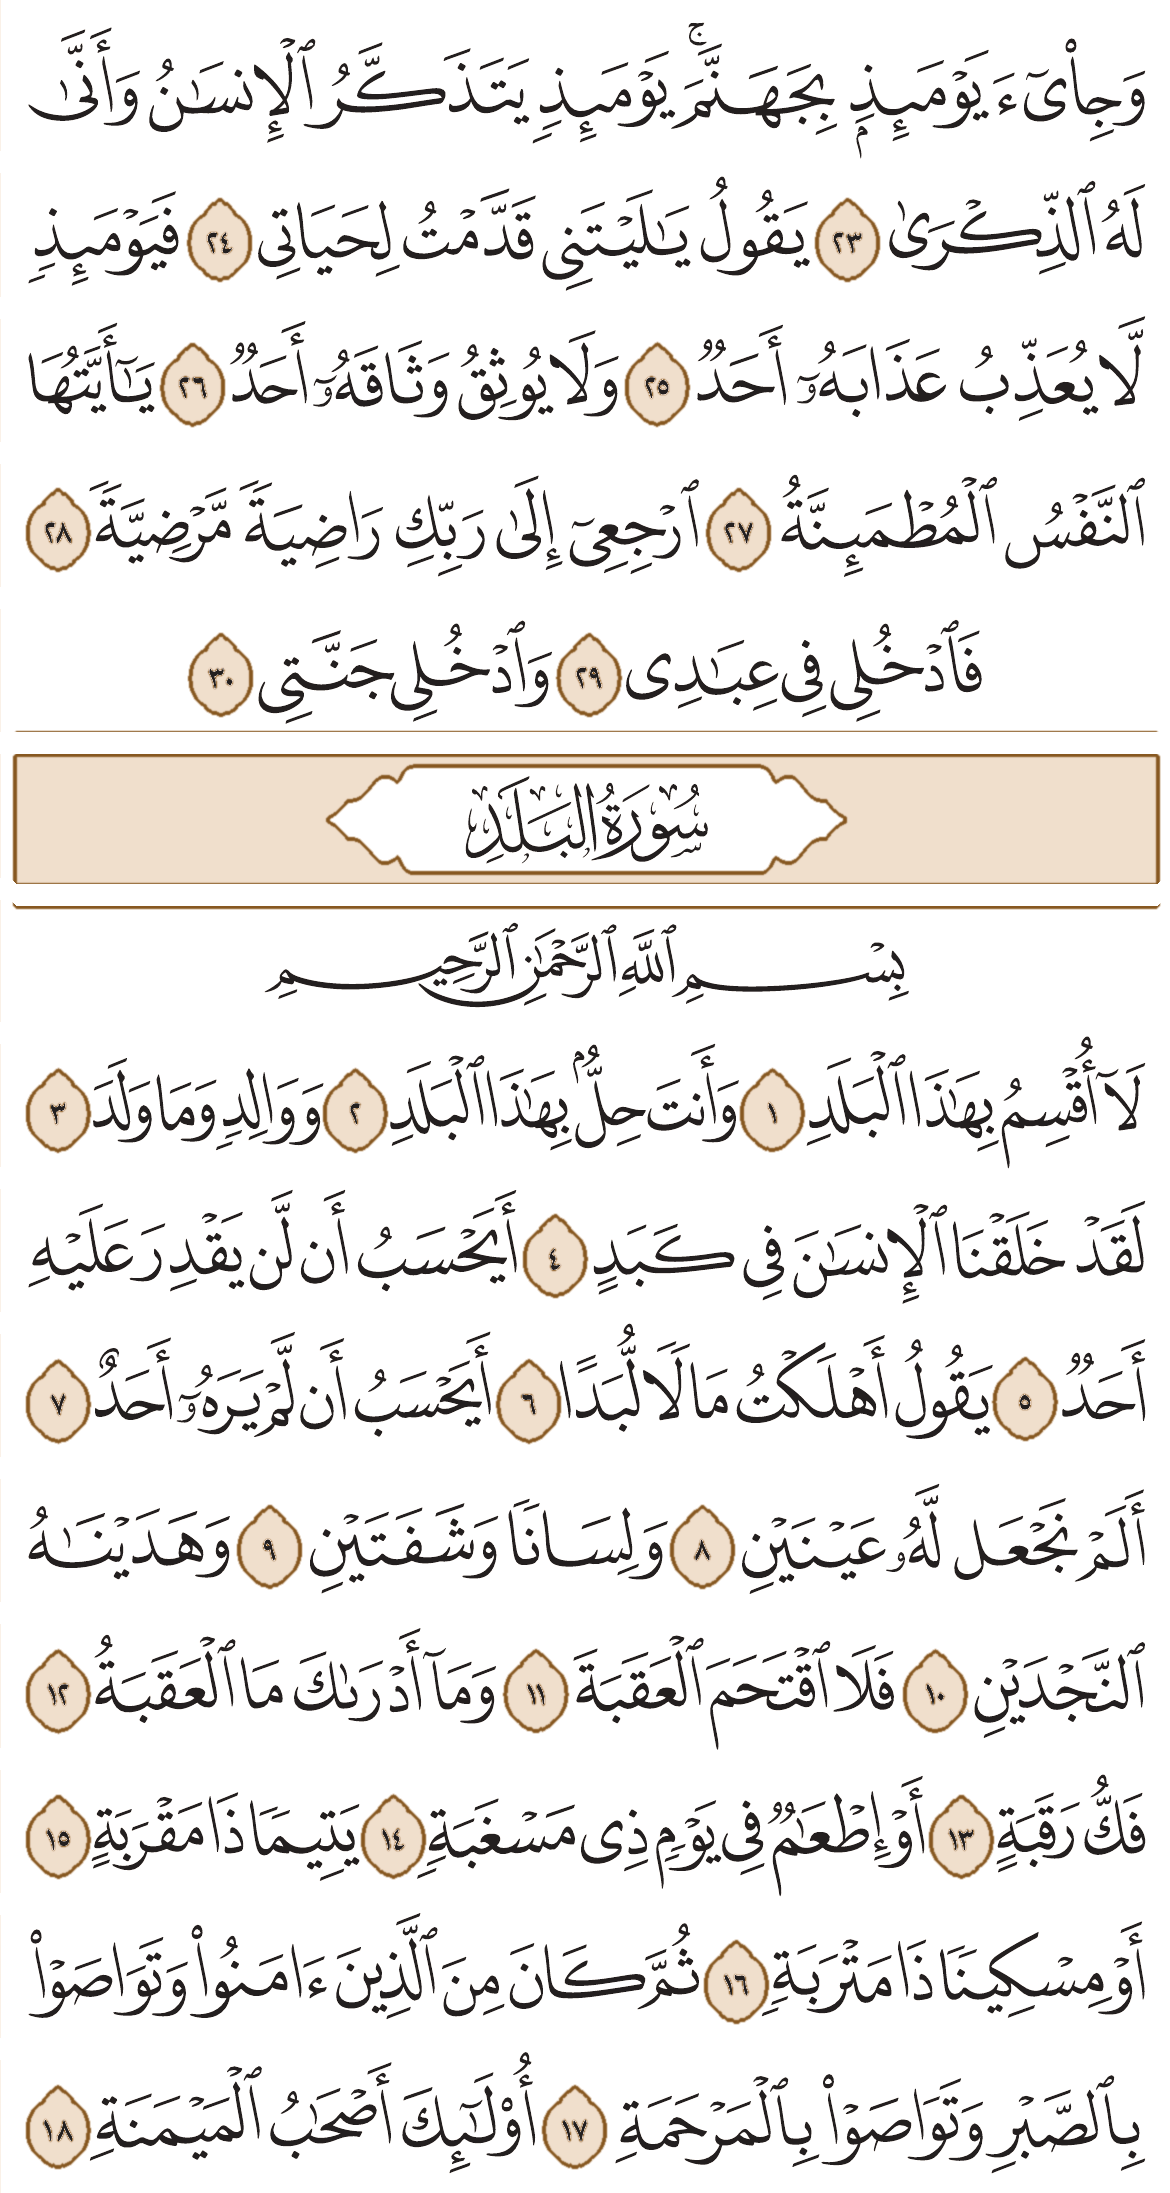 وَجِاْىٓءَ يَوْمَئِذٍۭ بِجَهَنَّمَۚ يَوْمَئِذٍ يَتَذَكَّرُ ٱلْإِنسَٰنُ وَأَنَّىٰ
لَهُ ٱلذِّكْرَىٰ ٢٣ يَقُولُ يَٰلَيْتَنِى قَدَّمْتُ لِحَيَاتِى ٢٤ فَيَوْمَئِذٍ
لَّا يُعَذِّبُ عَذَابَهُۥٓ أَحَدٌ ٢٥ وَلَا يُوثِقُ وَثَاقَهُۥٓ أَحَدٌ ٢٦ يَٰٓأَيَّتُهَا
ٱلنَّفْسُ ٱلْمُطْمَئِنَّةُ ٢٧ ٱرْجِعِىٓ إِلَىٰ رَبِّكِ رَاضِيَةً مَّرْضِيَّةً ٢٨
فَٱدْخُلِى فِى عِبَٰدِى ٢٩ وَٱدْخُلِى جَنَّتِى ٣٠
سُورَةُ البَلَدِ
بِسْمِ ٱللَّهِ ٱلرَّحْمَٰنِ ٱلرَّحِيمِ
لَآ أُقْسِمُ بِهَٰذَا ٱلْبَلَدِ ١ وَأَنتَ حِلٌّۢ بِهَٰذَا ٱلْبَلَدِ ٢ وَوَالِدٍ وَمَا وَلَدَ ٣
لَقَدْ خَلَقْنَا ٱلْإِنسَٰنَ فِى كَبَدٍ ٤ أَيَحْسَبُ أَن لَّن يَقْدِرَ عَلَيْهِ
أَحَدٌ ٥ يَقُولُ أَهْلَكْتُ مَالًا لُّبَدًا ٦ أَيَحْسَبُ أَن لَّمْ يَرَهُۥٓ أَحَدٌ ٧
أَلَمْ نَجْعَل لَّهُۥ عَيْنَيْنِ ٨ وَلِسَانًا وَشَفَتَيْنِ ٩ وَهَدَيْنَٰهُ
ٱلنَّجْدَيْنِ ١٠ فَلَا ٱقْتَحَمَ ٱلْعَقَبَةَ ١١ وَمَآ أَدْرَىٰكَ مَا ٱلْعَقَبَةُ ١٢
فَكُّ رَقَبَةٍ ١٣ أَوْ إِطْعَٰمٌ فِى يَوْمٍ ذِى مَسْغَبَةٍ ١٤ يَتِيمًا ذَا مَقْرَبَةٍ ١٥
أَوْ مِسْكِينًا ذَا مَتْرَبَةٍ ١٦ ثُمَّ كَانَ مِنَ ٱلَّذِينَ ءَامَنُوا۟ وَتَوَاصَوْا۟
بِٱلصَّبْرِ وَتَوَاصَوْا۟ بِٱلْمَرْحَمَةِ ١٧ أُو۟لَٰٓئِكَ أَصْحَٰبُ ٱلْمَيْمَنَةِ ١٨